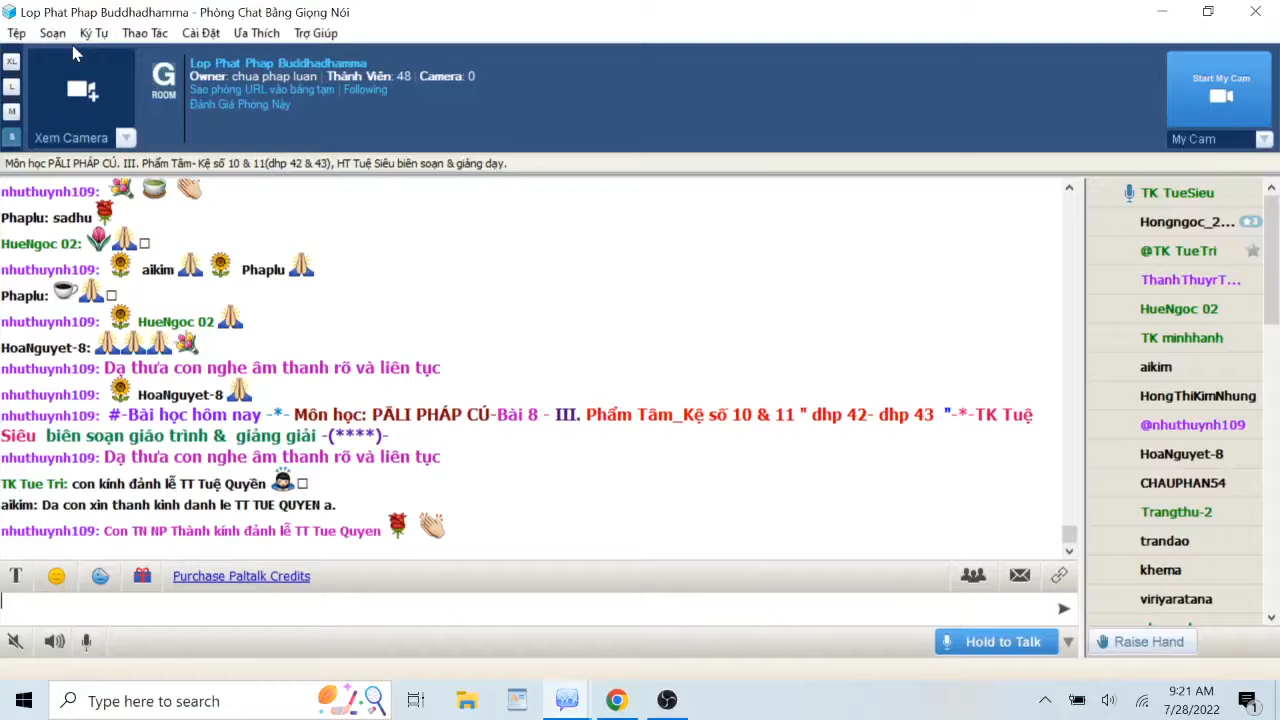 Lop Phat Phap Buddhadhamma - Phòng Chat Bằng Giọng Nói
Tệp Soạn Ký Tự Thao Tác Cài Đặt Ưa Thích Trợ Giúp
XL
L
M
S
Xem Camera
G
ROOM
Lop Phat Phap Buddhadhamma
Owner: chua phap luan | Thành Viên: 48 | Camera: 0
Sao phòng URL vào bảng tạm | Following
Đánh Giá Phòng Này
Start My Cam
My Cam
Môn học PĀLI PHÁP CÚ. III. Phẩm Tâm-Kệ số 10 & 11(dhp 42 & 43), HT Tuệ Siêu biên soạn & giảng dạy.
nhuthuynh109:
Phaplu: sadhu
HueNgoc 02:
nhuthuynh109: aikim Phaplu
Phaplu:
nhuthuynh109: HueNgoc 02
HoaNguyet-8:
nhuthuynh109: Dạ thưa con nghe âm thanh rõ và liên tục
nhuthuynh109: HoaNguyet-8
nhuthuynh109: #-Bài học hôm nay -*- Môn học: PĀLI PHÁP CÚ-Bài 8 - III. Phẩm Tâm_Kệ số 10 & 11 " dhp 42- dhp 43 "-*-TK Tuệ
Siêu biên soạn giáo trình & giảng giải -(****)-
nhuthuynh109: Dạ thưa con nghe âm thanh rõ và liên tục
TK Tue Tri: con kính đảnh lễ TT Tuệ Quyền
aikim: Da con xin thanh kinh danh le TT TUE QUYEN a.
nhuthuynh109: Con TN NP Thành kính đảnh lễ TT Tue Quyen
TK TueSieu
Hongngoc_2... +3
@TK TueTri
ThanhThuyrT...
HueNgoc 02
TK minhhanh
aikim
HongThiKimNhung
@nhuthuynh109
HoaNguyet-8
CHAUPHAN54
Trangthu-2
trandao
khema
viriyaratana
T Purchase Paltalk Credits
Hold to Talk
Raise Hand
Type here to search
9:21 AM
7/28/2022
1